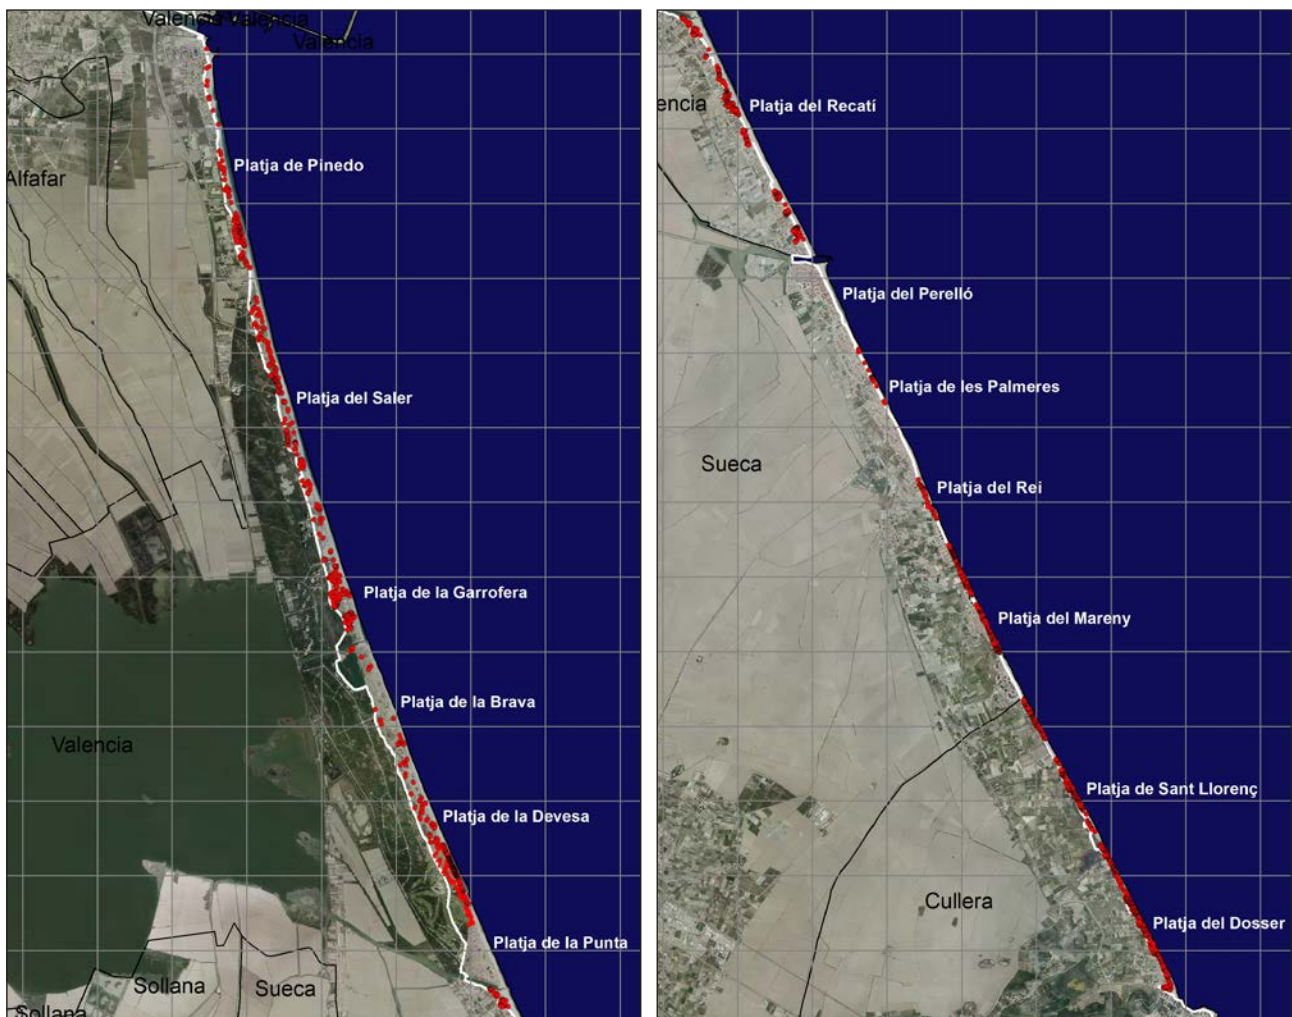 Valencia Valencia
Valencia
Platja de Pinedo
Alfafar
Platja del Saler
Platja de la Garrofera
Platja de la Brava
Valencia
Platja de la Devesa
Platja de la Punta
Sollana
Sueca
Sollana
Platja del Recatí
encia
Platja del Perelló
Platja de les Palmeres
Sueca
Platja del Rei
Platja del Mareny
Platja de Sant Llorenç
Cullera
Platja del Dosser